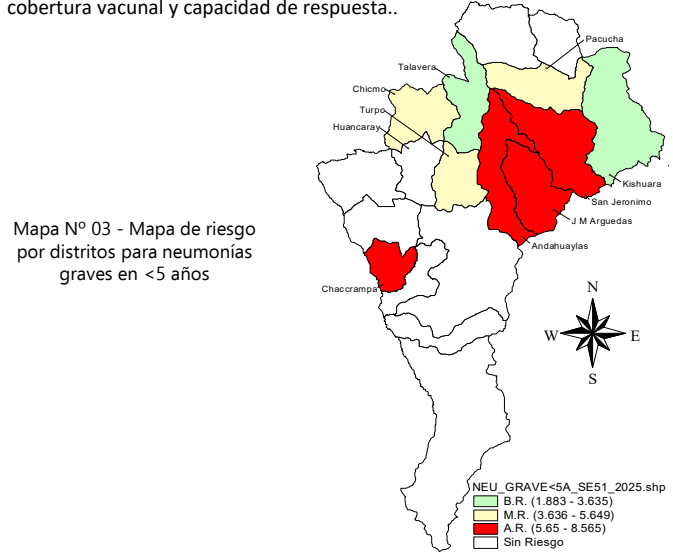 cobertura vacunal y capacidad de respuesta..
Pacucha
Talavera
Chicmo
Turpo
Huancaray
Kishuara
San Jeronimo
J M Arguedas
Andahuaylas
Chaccrampa
Mapa Nº 03 - Mapa de riesgo
por distritos para neumonías
graves en <5 años
N
W
E
S
NEU_GRAVE<5A_SE51_2025.shp
B.R. (1.883 - 3.635)
M.R. (3.636 - 5.649)
A.R. (5.65 - 8.565)
Sin Riesgo